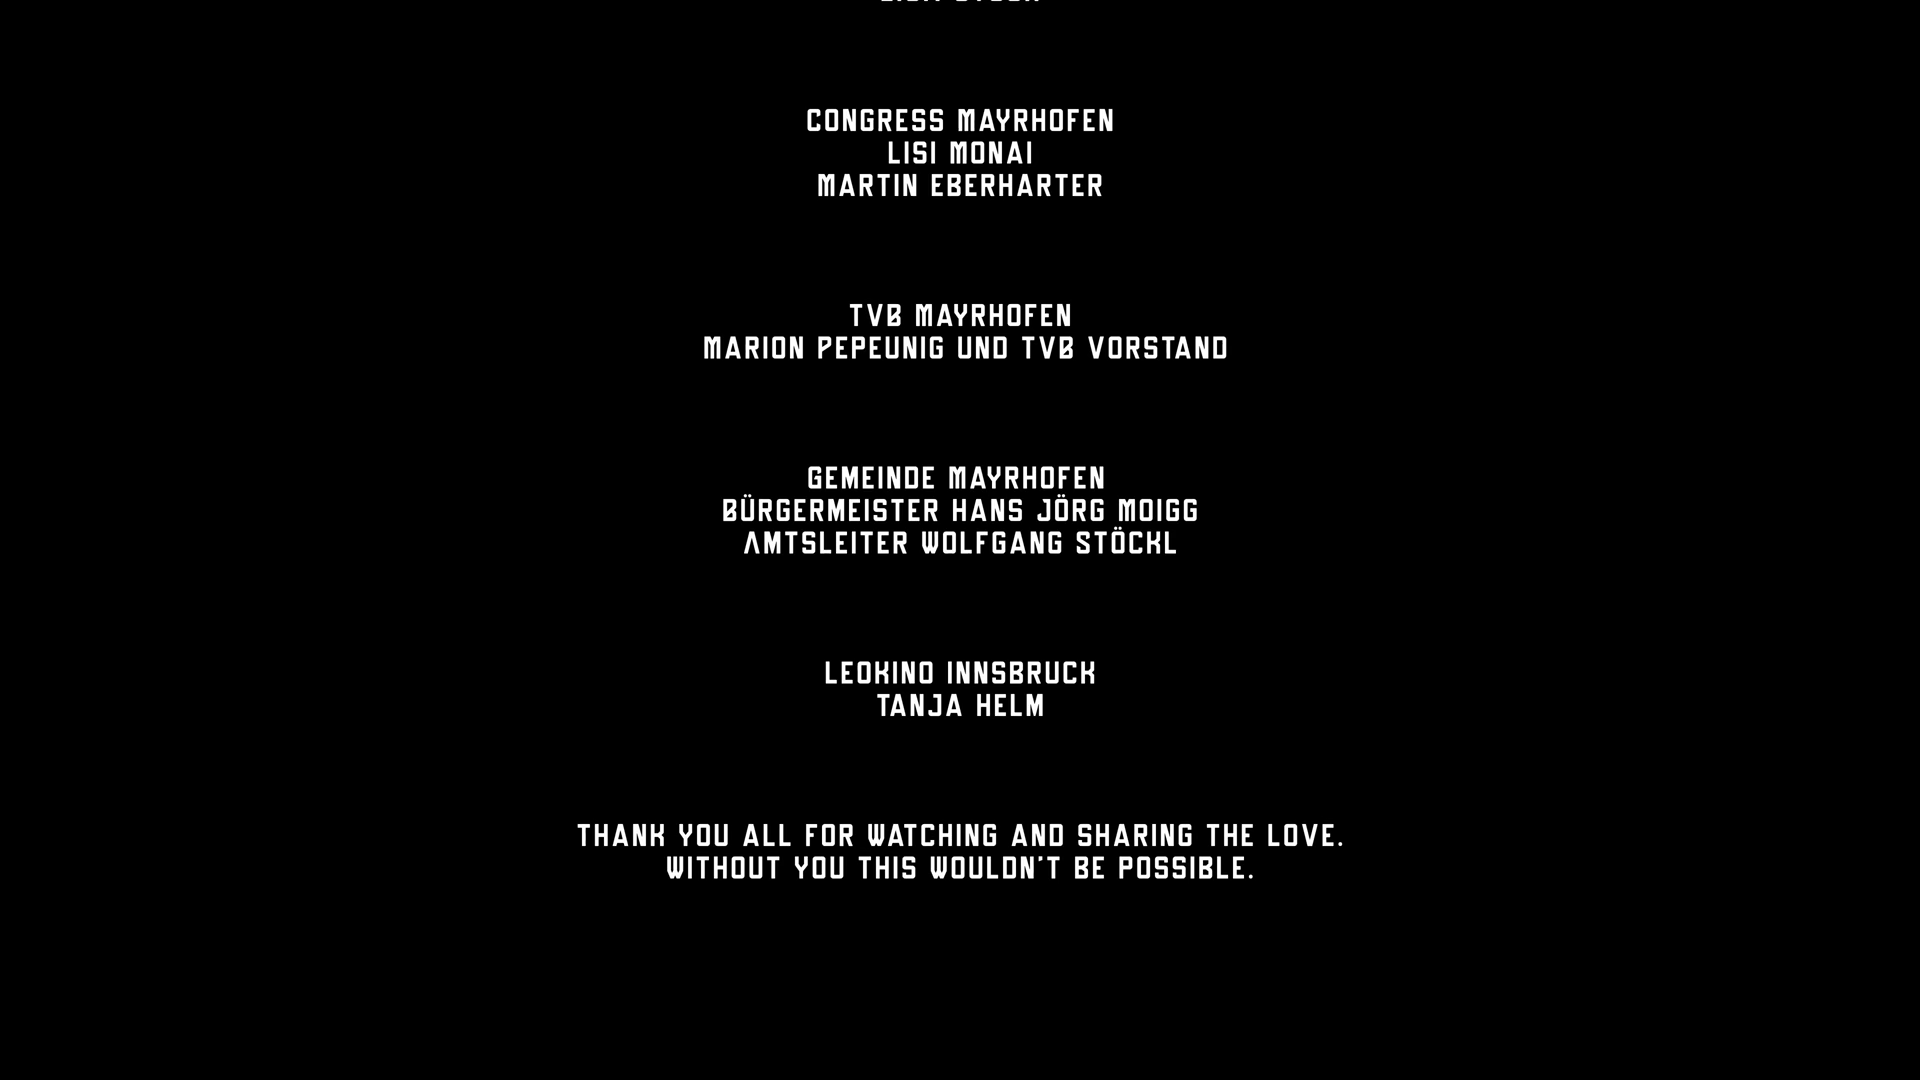 CONGRESS MAYRHOFEN
LISI MONAI
MARTIN EBERHARTER
TVB MAYRHOFEN
MARION PEPEUNIG UND TVB VORSTAND
GEMEINDE MAYRHOFEN
BÜRGERMEISTER HANS JÖRG MOIGG
AMTSLEITER WOLFGANG STÖCKL
LEOKINO INNSBRUCK
TANJA HELM
THANK YOU ALL FOR WATCHING AND SHARING THE LOVE.
WITHOUT YOU THIS WOULDN'T BE POSSIBLE.